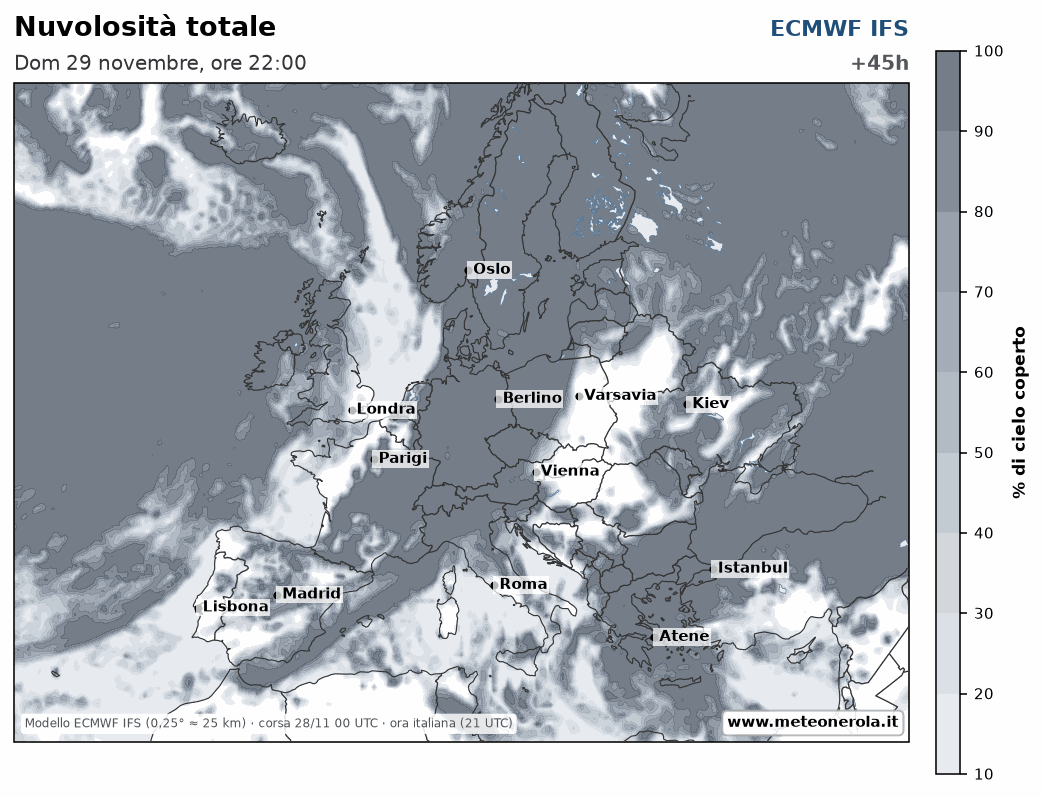 Nuvolosità totale
ECMWF IFS
Dom 29 novembre, ore 22:00
+45h
100
90
80
70
60
50
40
30
20
10
% di cielo coperto
Oslo
Berlino
Varsavia
Kiev
Londra
Parigi
Vienna
Istanbul
Roma
Madrid
Lisbona
Atene
Modello ECMWF IFS (0,25° ≈ 25 km) · corsa 28/11 00 UTC · ora italiana (21 UTC)
www.meteonerola.it